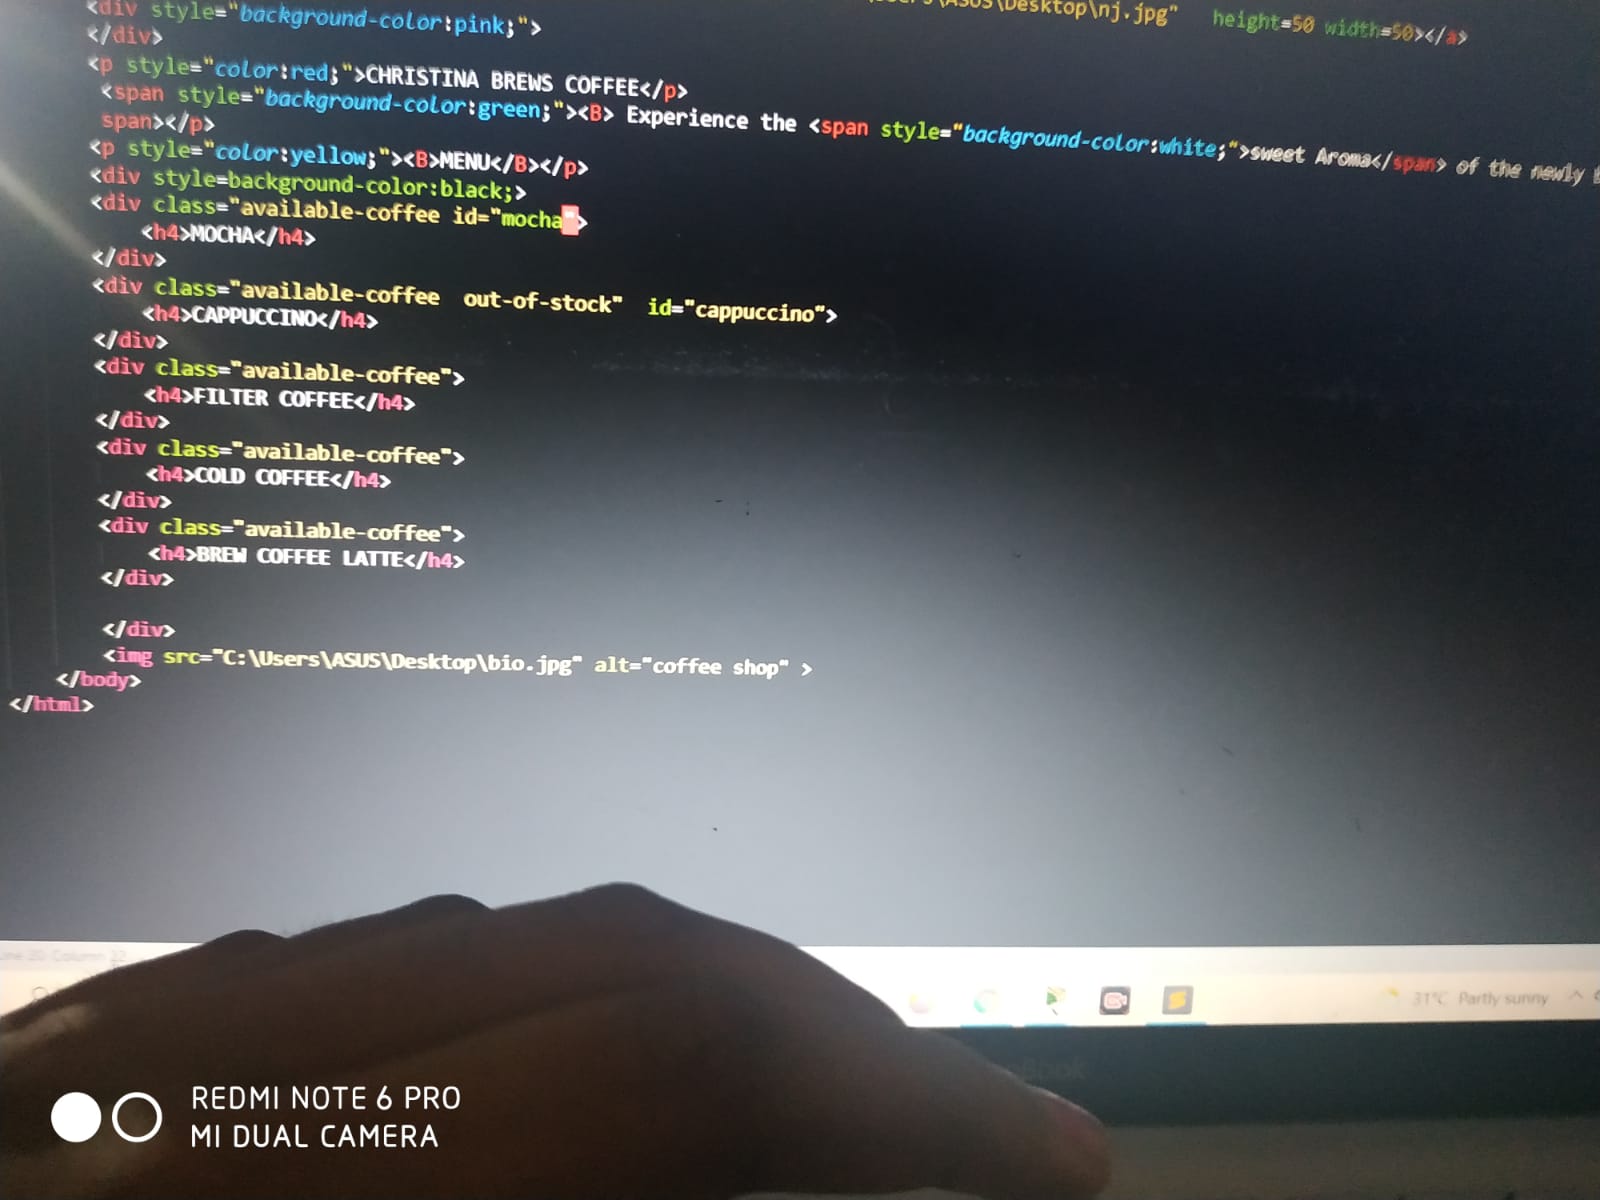 <div style="background-color:pink;">
Desktop\nj.jpg" height=50 width=50></a>
</div>
<p style="color:red;">CHRISTINA BREWS COFFEE</p>
<span style="background-color:green;"><B> Experience the <span style="background-color:white;">sweet Aroma</span> of the newly
span></p>
<p style="color:yellow;"><B>MENU</B></p>
<div style=background-color:black;>
<div class="available-coffee id="mocha">
<h4>MOCHA</h4>
</div>
<div class="available-coffee out-of-stock" id="cappuccino">
<h4>CAPPUCCINO</h4>
</div>
<div class="available-coffee">
<h4>FILTER COFFEE</h4>
</div>
<div class="available-coffee">
<h4>COLD COFFEE</h4>
</div>
<div class="available-coffee">
<h4>BREW COFFEE LATTE</h4>
</div>
</div>
<img src="C:\Users\ASUS\Desktop\bio.jpg" alt="coffee shop" >
</body>
</html>
31°C Partly sunny
REDMI NOTE 6 PRO
MI DUAL CAMERA